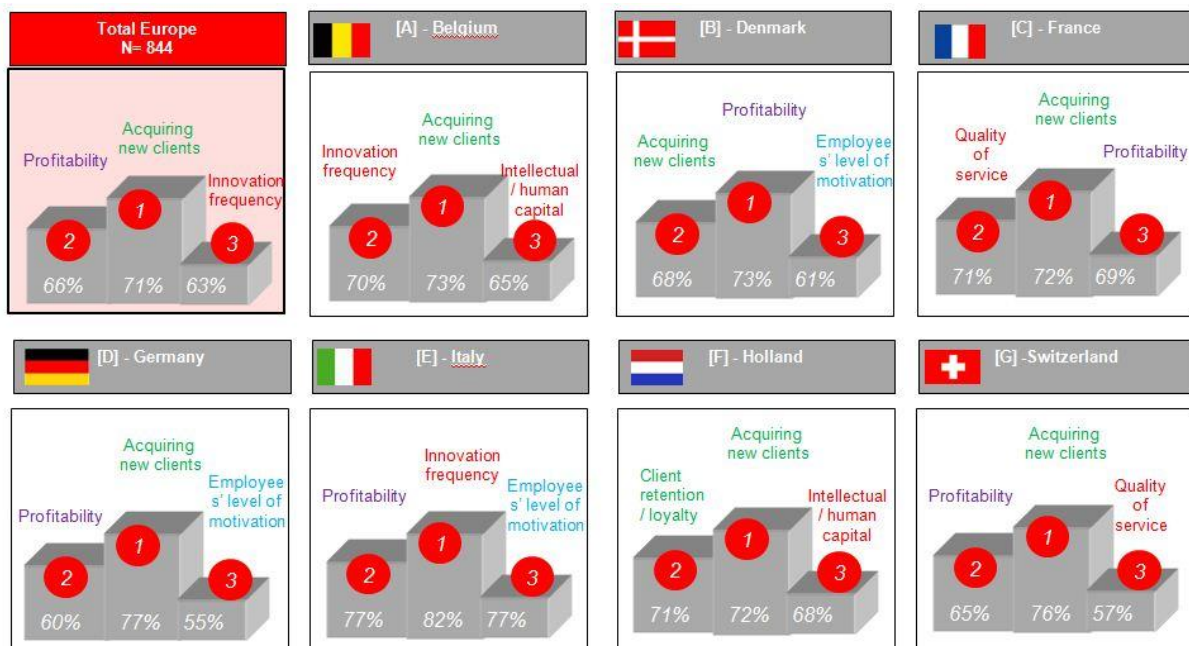 Total Europe
N= 844
Acquiring
new clients
Profitability
Innovation
frequency
1
2
3
66% 71% 63%
[A] - Belgium
Acquiring
new clients
Innovation
frequency
Intellectual
/ human
capital
1
2
3
70% 73% 65%
[B] - Denmark
Profitability
Acquiring
new clients
Employee
s' level of
motivation
1
2
3
68% 73% 61%
[C] - France
Acquiring
new clients
Quality
of
service
Profitability
1
2
3
71% 72% 69%
[D] - Germany
Acquiring
new clients
Employee
s' level of
motivation
Profitability
1
2
3
60% 77% 55%
[E] - Italy
Innovation
frequency
Profitability
Employee
s' level of
motivation
1
2
3
77% 82% 77%
[F] - Holland
Acquiring
new clients
Client
retention
/ loyalty
Intellectual
/ human
capital
1
2
3
71% 72% 68%
[G] -Switzerland
Acquiring
new clients
Profitability
Quality
of
service
1
2
3
65% 76% 57%